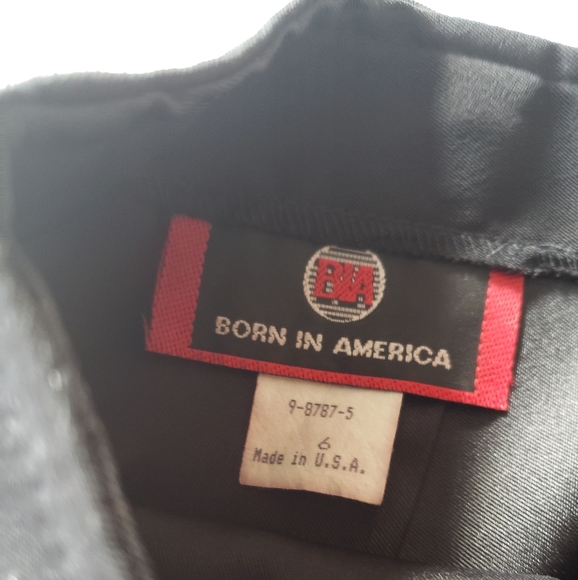 BIA
BORN IN AMERICA
9-8787-5
6
Made in U.S.A.